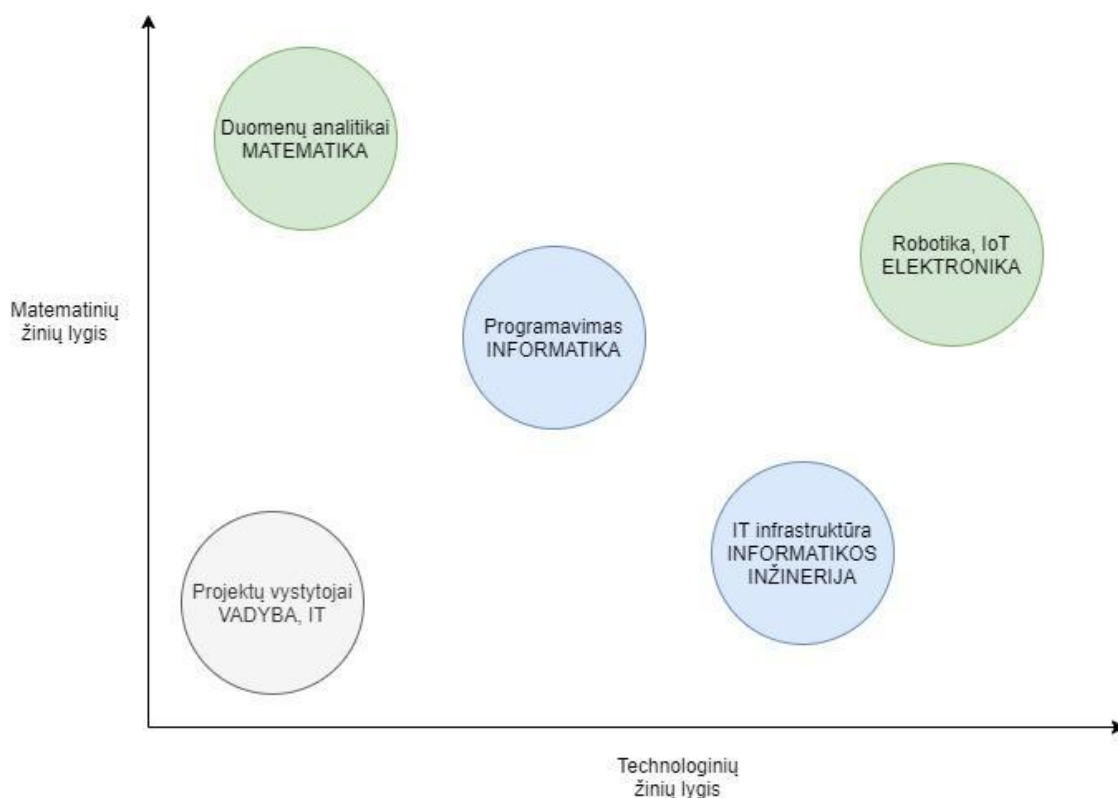 Duomenų analitikai
MATEMATIKA
Robotika, IoT
ELEKTRONIKA
Matematinių
žinių lygis
Programavimas
INFORMATIKA
IT infrastruktūra
INFORMATIKOS
INŽINERIJA
Projektų vystytojai
VADYBA, IT
Technologinių
žinių lygis